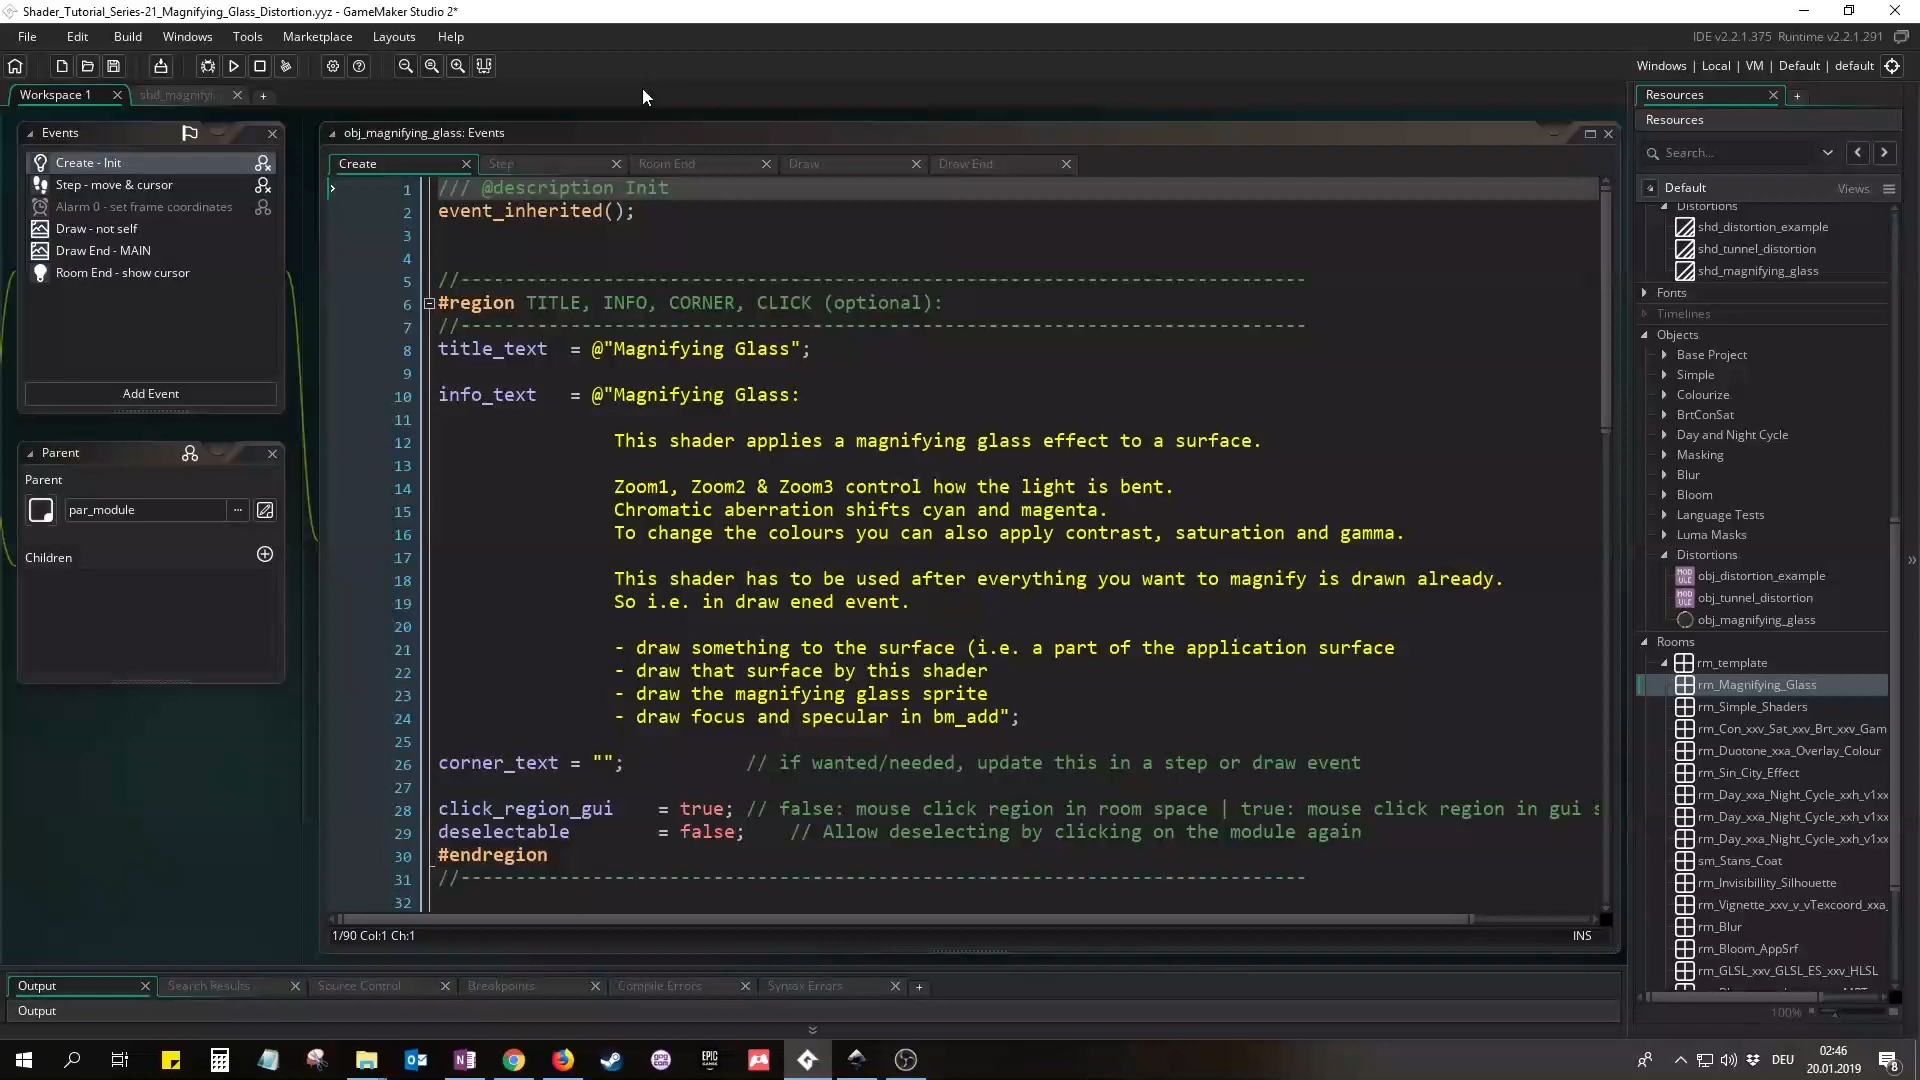 Shader_Tutorial_Series-21_Magnifying_Glass_Distortion.yyz - GameMaker Studio 2*
File Edit Build Windows Tools Marketplace Layouts Help
IDE v2.2.1.375 Runtime v2.2.1.291
Windows | Local | VM | Default | default
Workspace 1
shd_magnifyi...
Events
Create - Init
Step - move & cursor
Alarm 0 - set frame coordinates
Draw - not self
Draw End - MAIN
Room End - show cursor
Add Event
Parent
Parent
par_module
...
Children
obj_magnifying_glass: Events
Create Step Room End Draw Draw End
1 /// @description Init
2 event_inherited();
3
4
5 //-----------------------------------------------------------------------------
6 #region TITLE, INFO, CORNER, CLICK (optional):
7 //-----------------------------------------------------------------------------
8 title_text = @"Magnifying Glass";
9
10 info_text = @"Magnifying Glass:
11
12 This shader applies a magnifying glass effect to a surface.
13
14 Zoom1, Zoom2 & Zoom3 control how the light is bent.
15 Chromatic aberration shifts cyan and magenta.
16 To change the colours you can also apply contrast, saturation and gamma.
17
18 This shader has to be used after everything you want to magnify is drawn already.
19 So i.e. in draw ened event.
20
21 - draw something to the surface (i.e. a part of the application surface
22 - draw that surface by this shader
23 - draw the magnifying glass sprite
24 - draw focus and specular in bm_add";
25
26 corner_text = ""; // if wanted/needed, update this in a step or draw event
27
28 click_region_gui = true; // false: mouse click region in room space | true: mouse click region in gui s
29 deselectable = false; // Allow deselecting by clicking on the module again
30 #endregion
31 //-----------------------------------------------------------------------------
32
1/90 Col:1 Ch:1
INS
Output Search Results Source Control Breakpoints Compile Errors Syntax Errors
Output
Resources
Resources
Search...
Default
Views
Distortions
shd_distortion_example
shd_tunnel_distortion
shd_magnifying_glass
Fonts
Timelines
Objects
Base Project
Simple
Colourize
BrtConSat
Day and Night Cycle
Masking
Blur
Bloom
Language Tests
Luma Masks
Distortions
MOD ULE obj_distortion_example
MOD ULE obj_tunnel_distortion
obj_magnifying_glass
Rooms
rm_template
rm_Magnifying_Glass
rm_Simple_Shaders
rm_Con_xxv_Sat_xxv_Brt_xxv_Gam
rm_Duotone_xxa_Overlay_Colour
rm_Sin_City_Effect
rm_Day_xxa_Night_Cycle_xxh_v1xx
rm_Day_xxa_Night_Cycle_xxh_v1xx
rm_Day_xxa_Night_Cycle_xxh_v1xx
sm_Stans_Coat
rm_Invisibillity_Silhouette
rm_Vignette_xxv_v_vTexcoord_xxa_
rm_Blur
rm_Bloom_AppSrf
rm_GLSL_xxv_GLSL_ES_xxv_HLSL
100%
GOG COM
EPIC GAMES
DEU
02:46
20.01.2019
8